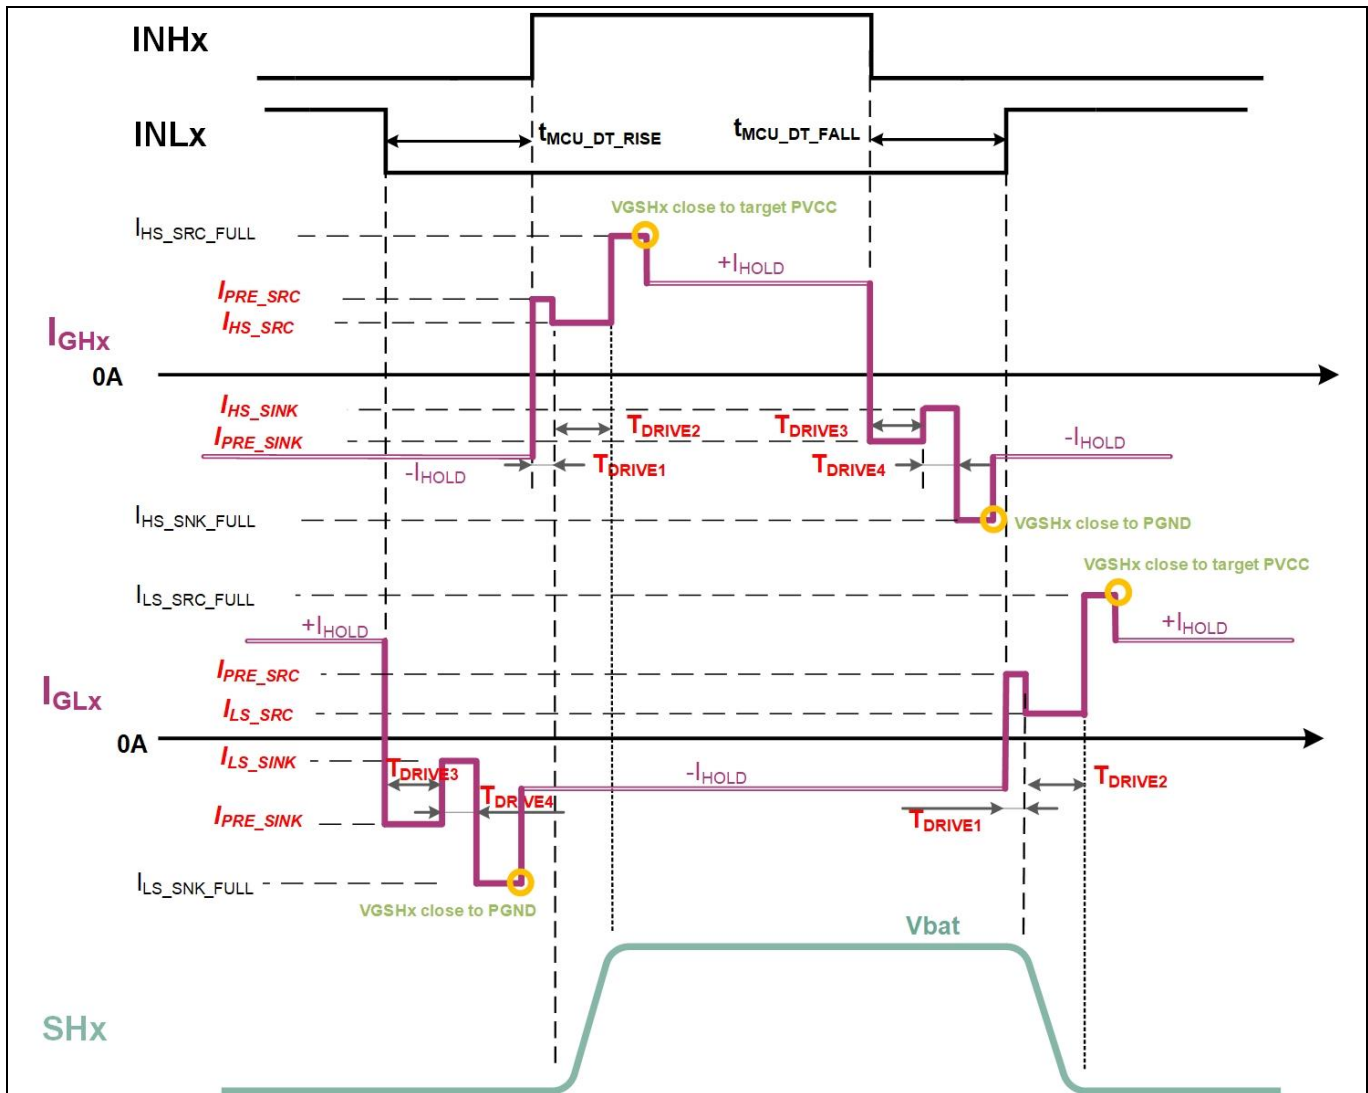 INHx
INLx
tMCU_DT_RISE
tMCU_DT_FALL
VGSHx close to target PVCC
IHS_SRC_FULL
+IHOLD
IPRE_SRC
IHS_SRC
IGHx
0A
IHS_SINK
TDRIVE2
TDRIVE3
IPRE_SINK
-IHOLD
-IHOLD
TDRIVE1
TDRIVE4
IHS_SNK_FULL
VGSHx close to PGND
VGSHx close to target PVCC
ILS_SRC_FULL
+IHOLD
+IHOLD
IPRE_SRC
IGLx
ILS_SRC
0A
ILS_SINK
TDRIVE3
-IHOLD
TDRIVE2
TDRIVE4
IPRE_SINK
TDRIVE1
ILS_SNK_FULL
VGSHx close to PGND
Vbat
SHx